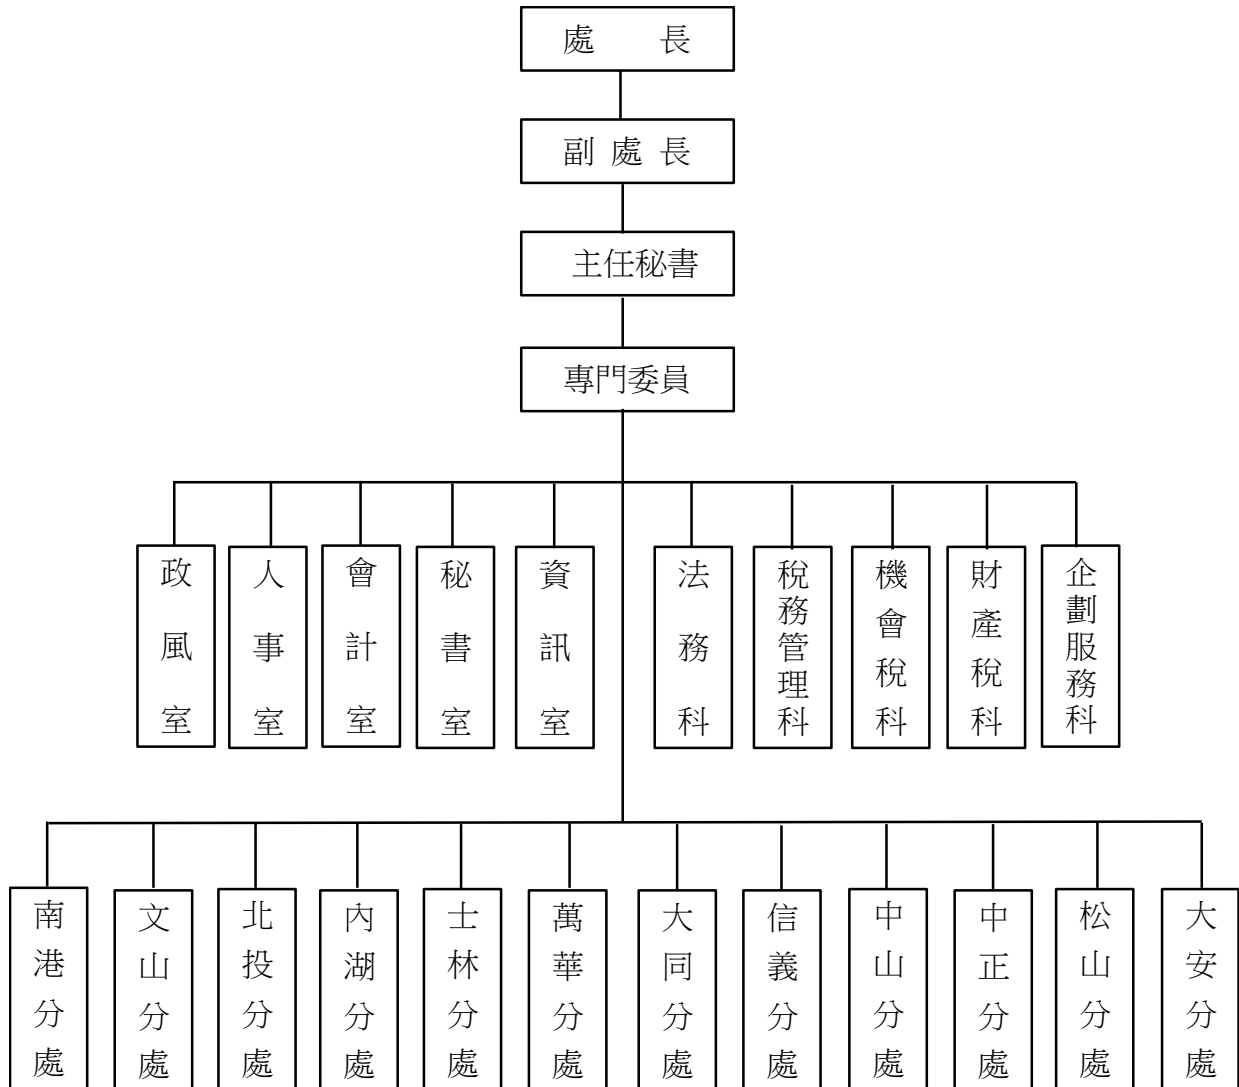 處 長
副處長
主任秘書
專門委員
政風室
人事室
會計室
秘書室
資訊室
法務科
稅務管理科
機會稅科
財產稅科
企劃服務科
南港分處
文山分處
北投分處
內湖分處
士林分處
萬華分處
大同分處
信義分處
中山分處
中正分處
松山分處
大安分處